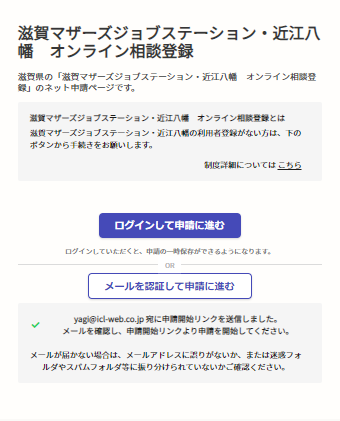 滋賀マザーズジョブステーション・近江八
幡　オンライン相談登録
滋賀県の「滋賀マザーズジョブステーション・近江八幡　オンライン相談登
録」のネット申請ページです。
滋賀マザーズジョブステーション・近江八幡　オンライン相談登録とは
滋賀マザーズジョブステーション・近江八幡の利用者登録がない方は、下の
ボタンから手続きをお願いします。
制度詳細については こちら
ログインして申請に進む
ログインしていただくと、申請の一時保存ができるようになります。
OR
メールを認証して申請に進む
yagi@icl-web.co.jp 宛に申請開始リンクを送信しました。
メールを確認し、申請開始リンクより申請を開始してください。
メールが届かない場合は、メールアドレスに誤りがないか、または迷惑フォ
ルダやスパムフォルダ等に振り分けられていないかご確認ください。